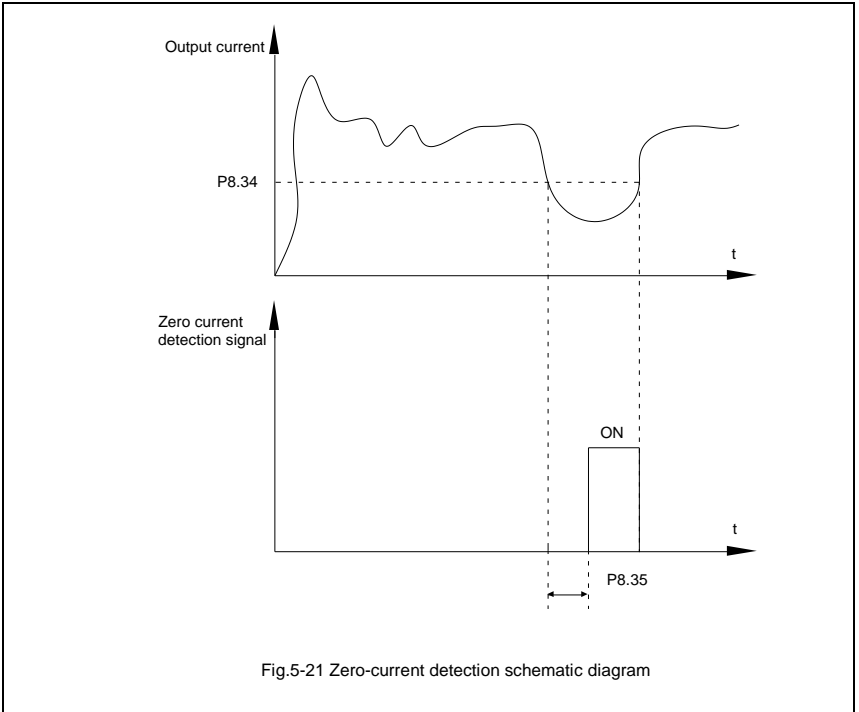 Output current
P8.34
t
Zero current
detection signal
ON
t
P8.35
Fig.5-21 Zero-current detection schematic diagram